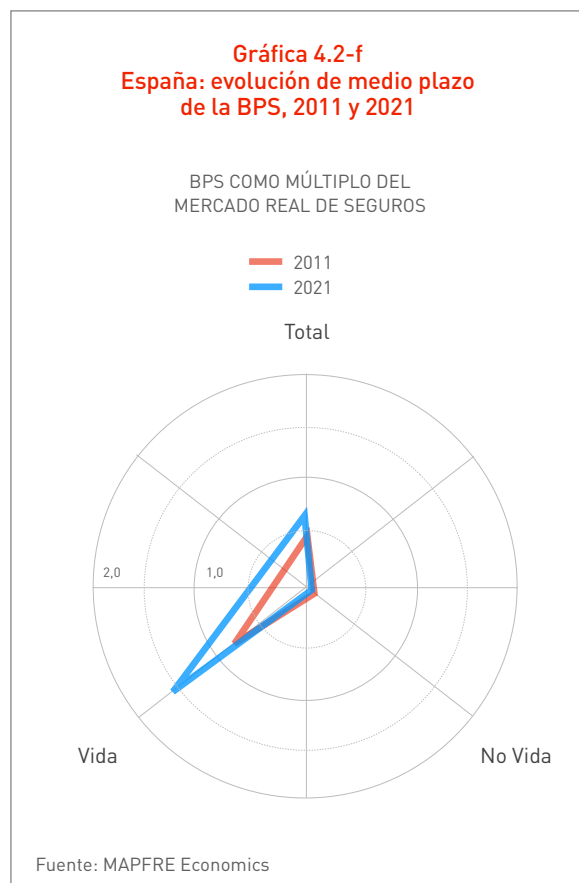 Gráfica 4.2-f
España: evolución de medio plazo
de la BPS, 2011 y 2021
BPS COMO MÚLTIPLO DEL
MERCADO REAL DE SEGUROS
2011
2021
Total
2,0
1,0
Vida
No Vida
Fuente: MAPFRE Economics